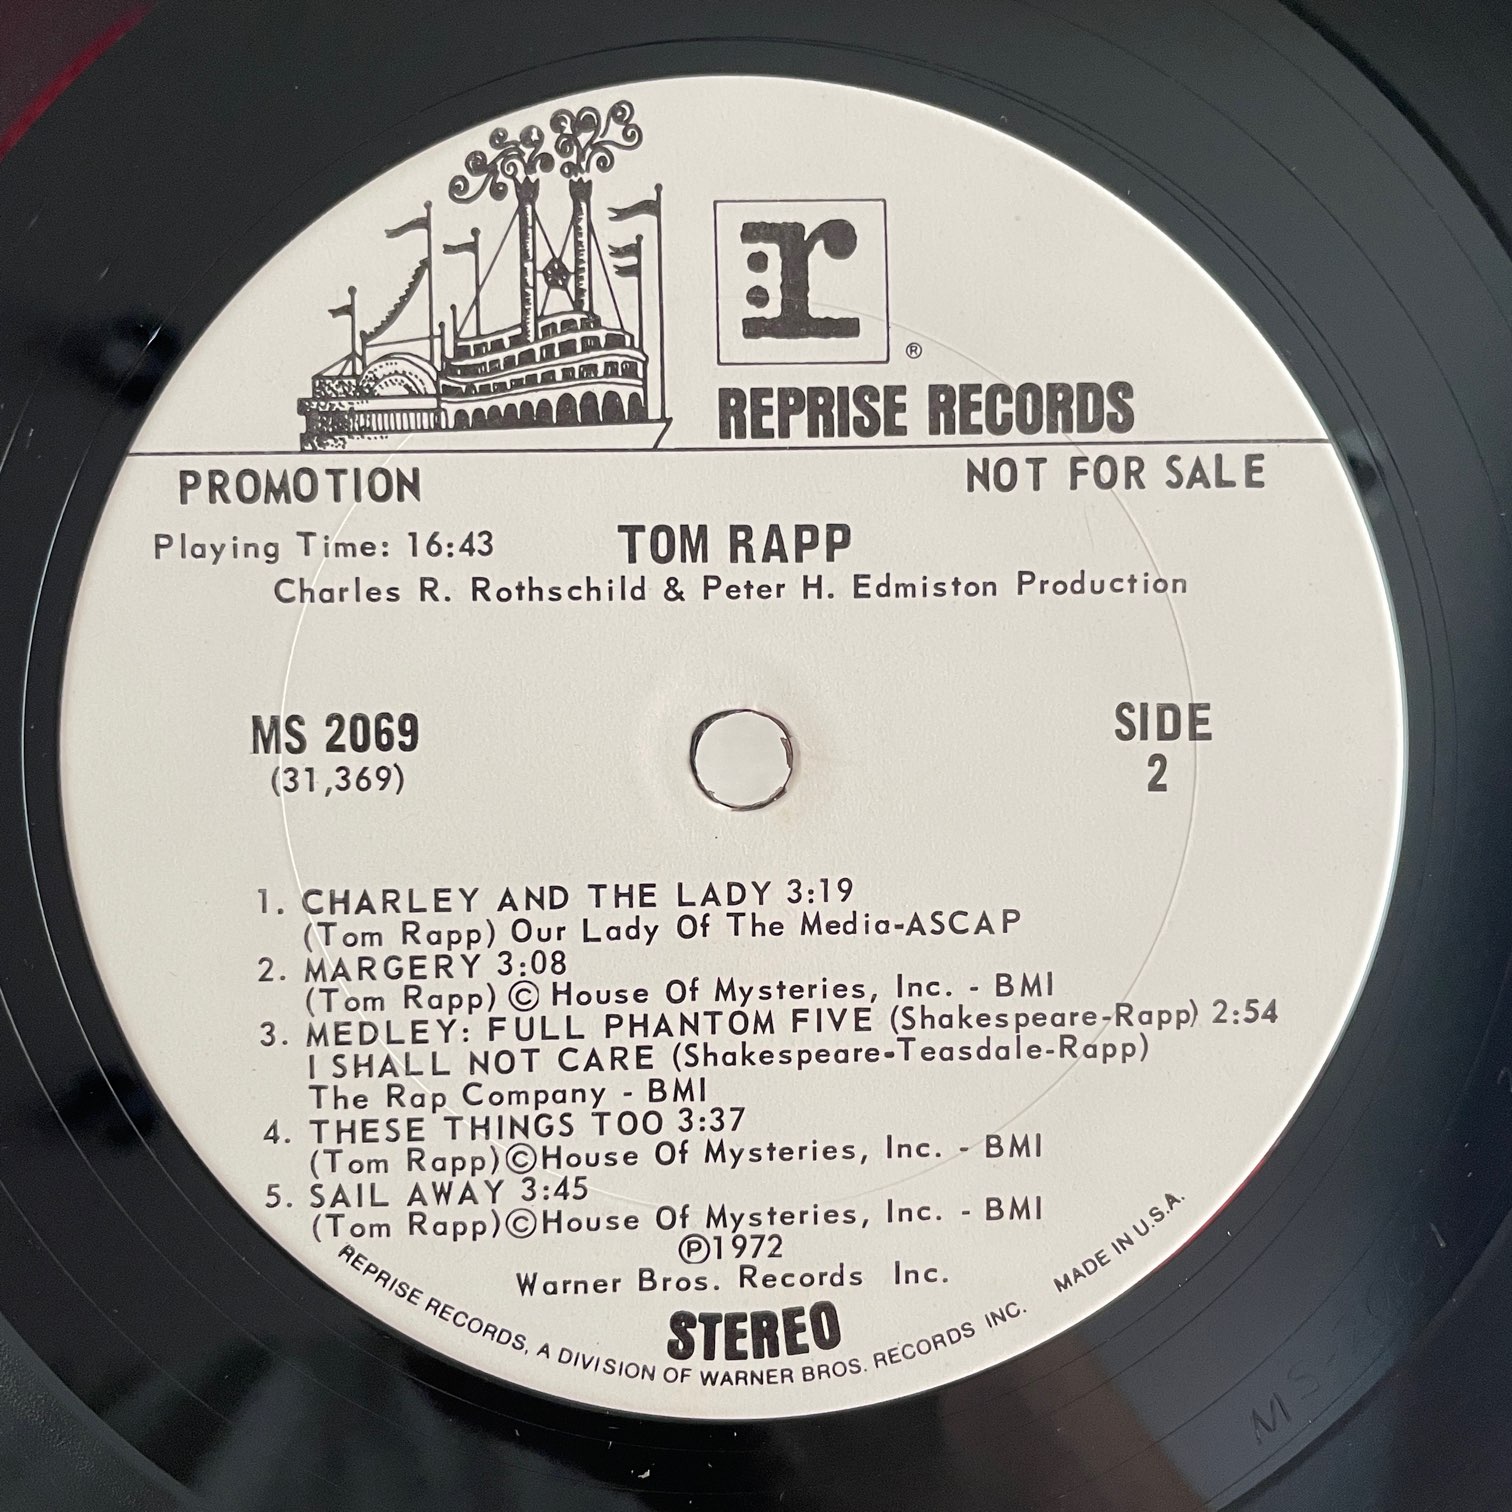 :r
®
REPRISE RECORDS
PROMOTION NOT FOR SALE
Playing Time: 16:43 TOM RAPP
Charles R. Rothschild & Peter H. Edmiston Production
MS 2069
(31,369)
SIDE
2
1. CHARLEY AND THE LADY 3:19
(Tom Rapp) Our Lady Of The Media-ASCAP
2. MARGERY 3:08
(Tom Rapp) © House Of Mysteries, Inc. - BMI
3. MEDLEY: FULL PHANTOM FIVE (Shakespeare-Rapp) 2:54
I SHALL NOT CARE (Shakespeare-Teasdale-Rapp)
The Rap Company - BMI
4. THESE THINGS TOO 3:37
(Tom Rapp)©House Of Mysteries, Inc. - BMI
5. SAIL AWAY 3:45
(Tom Rapp)©House Of Mysteries, Inc. - BMI
℗1972
Warner Bros. Records Inc.
STEREO
REPRISE RECORDS, A DIVISION OF WARNER BROS. RECORDS INC. MADE IN U.S.A.
MS